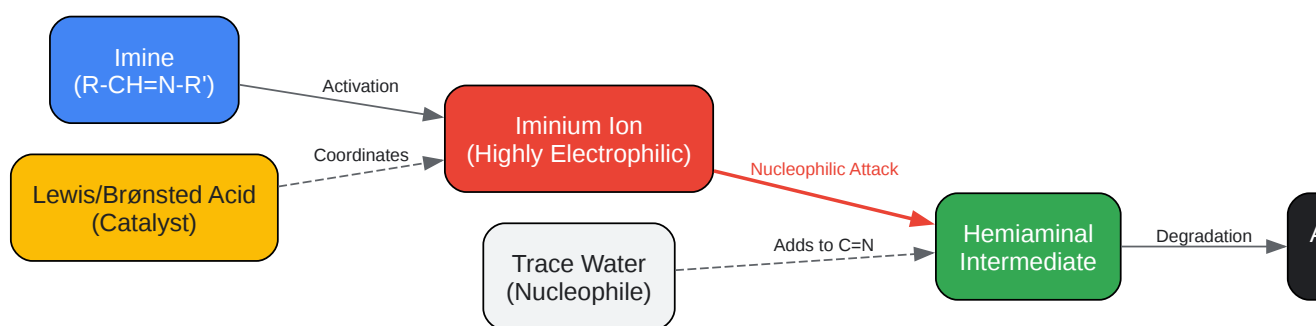 Imine
(R-CH=N-R')
Activation
Lewis/Brønsted Acid
(Catalyst)
Coordinates
Iminium Ion
(Highly Electrophilic)
Nucleophilic Attack
Trace Water
(Nucleophile)
Adds to C=N
Hemiaminal
Intermediate
Degradation